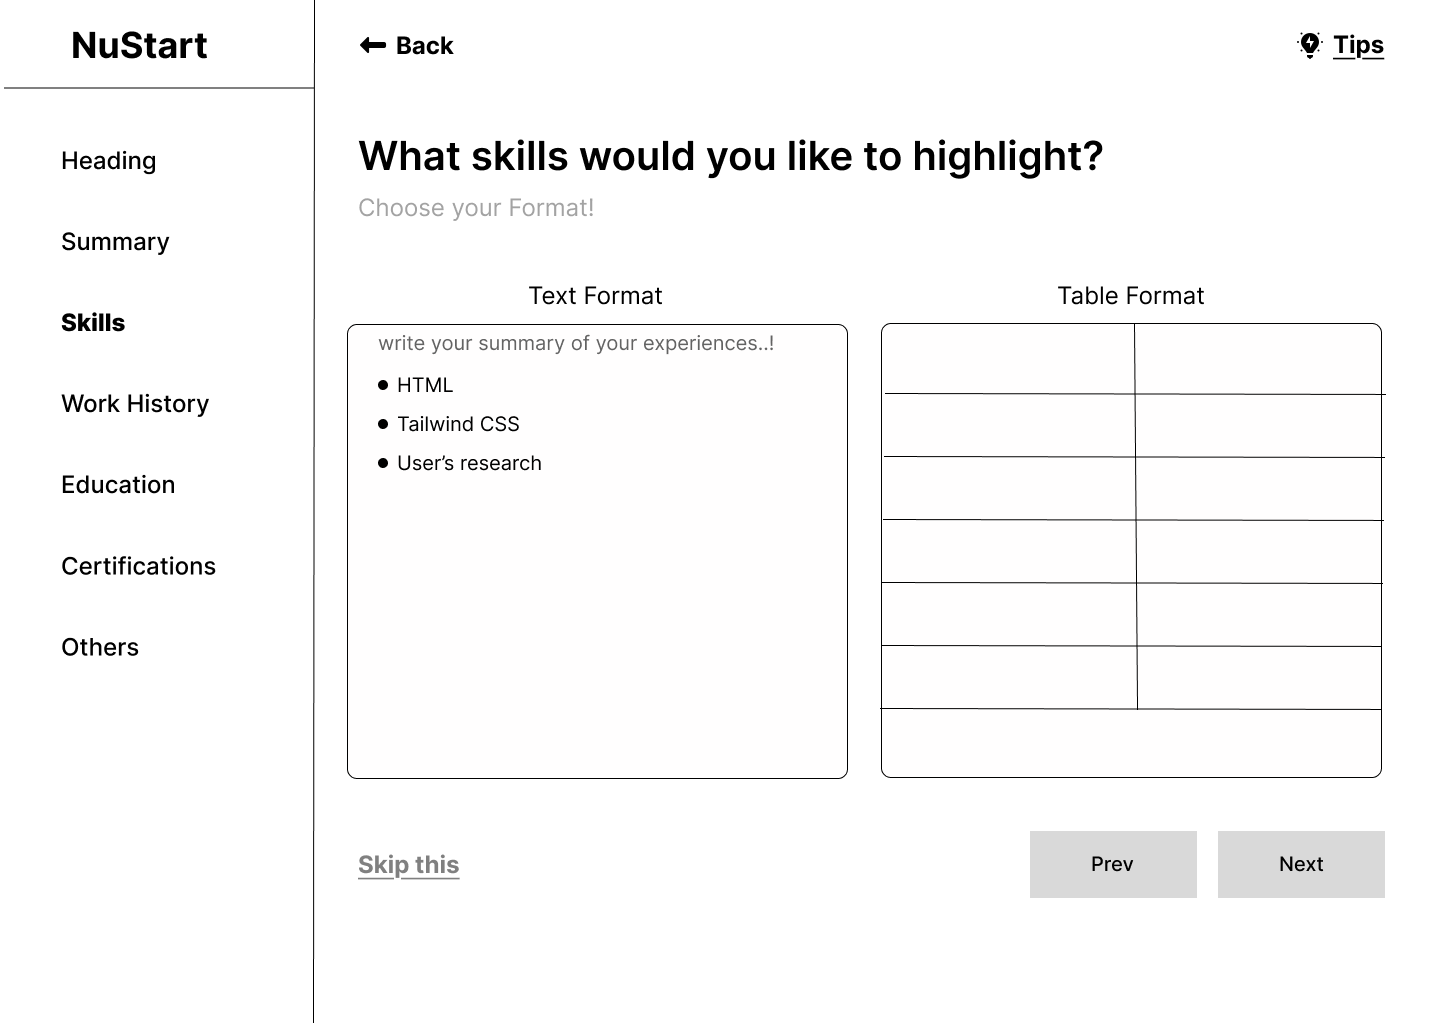 NuStart
Back
Tips
Heading
Summary
Skills
Work History
Education
Certifications
Others
What skills would you like to highlight?
Choose your Format!
Text Format
write your summary of your experiences..!
HTML
Tailwind CSS
User’s research
Table Format
Skip this
Prev
Next